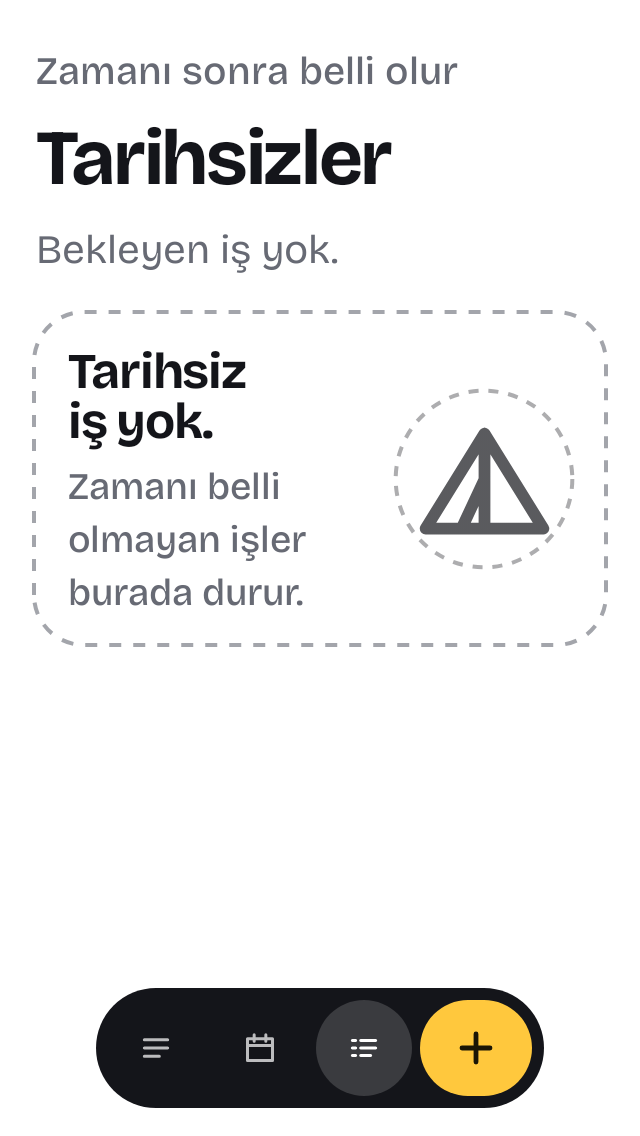 Zamanı sonra belli olur
Tarihsizler
Bekleyen iş yok.
Tarihsiz
iş yok.
Zamanı belli
olmayan işler
burada durur.